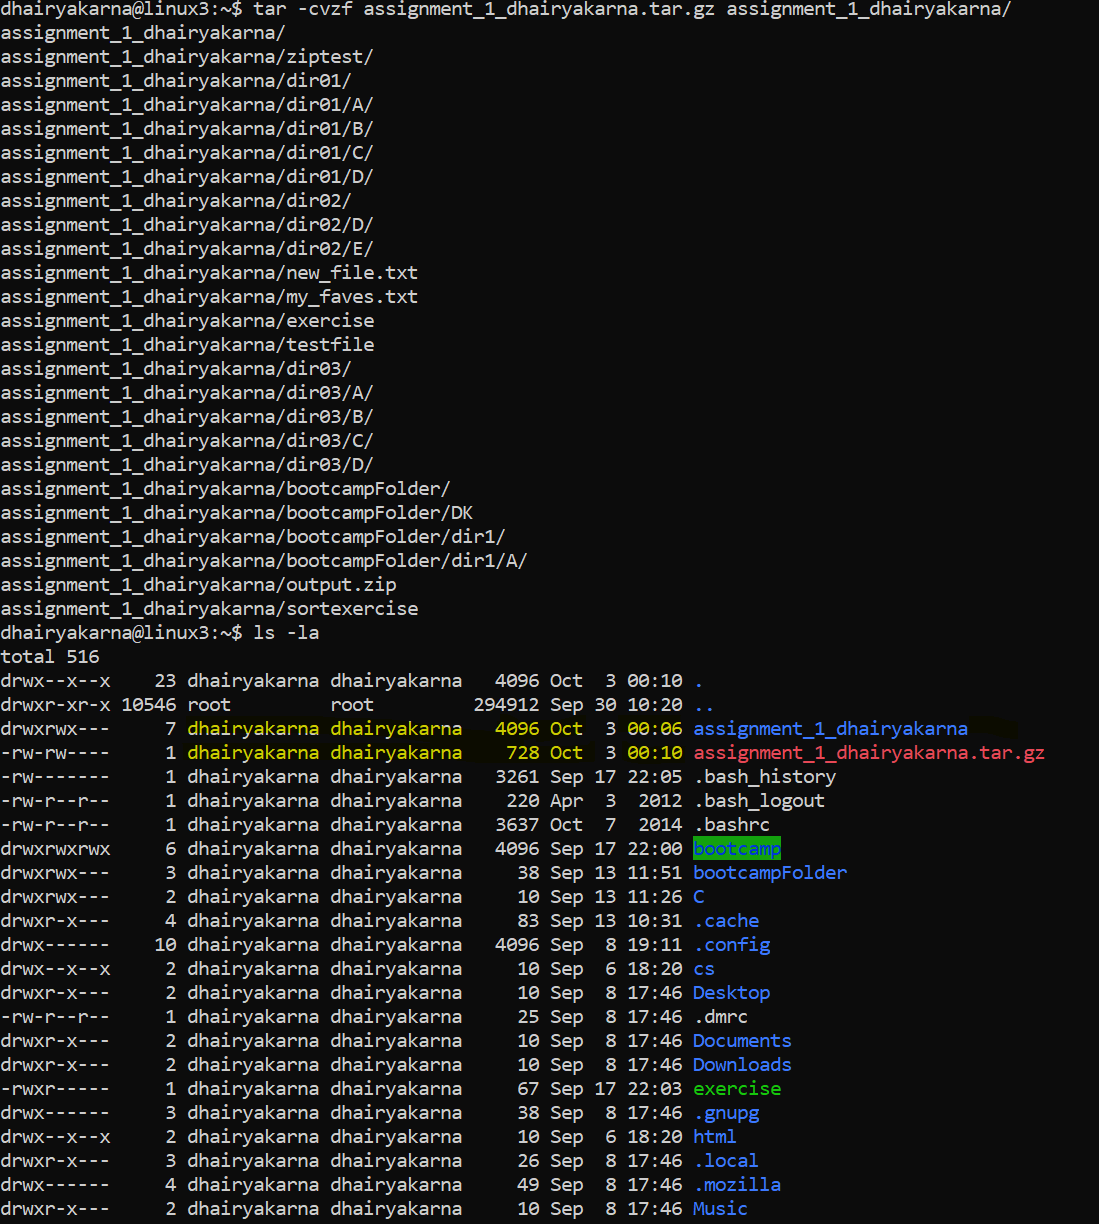 dhairyakarna@linux3:~$ tar -cvzf assignment_1_dhairyakarna.tar.gz assignment_1_dhairyakarna/
assignment_1_dhairyakarna/
assignment_1_dhairyakarna/ziptest/
assignment_1_dhairyakarna/dir01/
assignment_1_dhairyakarna/dir01/A/
assignment_1_dhairyakarna/dir01/B/
assignment_1_dhairyakarna/dir01/C/
assignment_1_dhairyakarna/dir01/D/
assignment_1_dhairyakarna/dir02/
assignment_1_dhairyakarna/dir02/D/
assignment_1_dhairyakarna/dir02/E/
assignment_1_dhairyakarna/new_file.txt
assignment_1_dhairyakarna/my_faves.txt
assignment_1_dhairyakarna/exercise
assignment_1_dhairyakarna/testfile
assignment_1_dhairyakarna/dir03/
assignment_1_dhairyakarna/dir03/A/
assignment_1_dhairyakarna/dir03/B/
assignment_1_dhairyakarna/dir03/C/
assignment_1_dhairyakarna/dir03/D/
assignment_1_dhairyakarna/bootcampFolder/
assignment_1_dhairyakarna/bootcampFolder/DK
assignment_1_dhairyakarna/bootcampFolder/dir1/
assignment_1_dhairyakarna/bootcampFolder/dir1/A/
assignment_1_dhairyakarna/output.zip
assignment_1_dhairyakarna/sortexercise
dhairyakarna@linux3:~$ ls -la
total 516
drwx--x--x    23 dhairyakarna dhairyakarna   4096 Oct  3 00:10 .
drwxr-xr-x 10546 root         root         294912 Sep 30 10:20 ..
drwxrwx---     7 dhairyakarna dhairyakarna   4096 Oct  3 00:06 assignment_1_dhairyakarna
-rw-rw----     1 dhairyakarna dhairyakarna    728 Oct  3 00:10 assignment_1_dhairyakarna.tar.gz
-rw-------     1 dhairyakarna dhairyakarna   3261 Sep 17 22:05 .bash_history
-rw-r--r--     1 dhairyakarna dhairyakarna    220 Apr  3  2012 .bash_logout
-rw-r--r--     1 dhairyakarna dhairyakarna   3637 Oct  7  2014 .bashrc
drwxrwxrwx     6 dhairyakarna dhairyakarna   4096 Sep 17 22:00 bootcamp
drwxrwx---     3 dhairyakarna dhairyakarna     38 Sep 13 11:51 bootcampFolder
drwxrwx---     2 dhairyakarna dhairyakarna     10 Sep 13 11:26 C
drwxr-x---     4 dhairyakarna dhairyakarna     83 Sep 13 10:31 .cache
drwx------    10 dhairyakarna dhairyakarna   4096 Sep  8 19:11 .config
drwx--x--x     2 dhairyakarna dhairyakarna     10 Sep  6 18:20 cs
drwxr-x---     2 dhairyakarna dhairyakarna     10 Sep  8 17:46 Desktop
-rw-r--r--     1 dhairyakarna dhairyakarna     25 Sep  8 17:46 .dmrc
drwxr-x---     2 dhairyakarna dhairyakarna     10 Sep  8 17:46 Documents
drwxr-x---     2 dhairyakarna dhairyakarna     10 Sep  8 17:46 Downloads
-rwxr-----     1 dhairyakarna dhairyakarna     67 Sep 17 22:03 exercise
drwx------     3 dhairyakarna dhairyakarna     38 Sep  8 17:46 .gnupg
drwx--x--x     2 dhairyakarna dhairyakarna     10 Sep  6 18:20 html
drwxr-x---     3 dhairyakarna dhairyakarna     26 Sep  8 17:46 .local
drwx------     4 dhairyakarna dhairyakarna     49 Sep  8 17:46 .mozilla
drwxr-x---     2 dhairyakarna dhairyakarna     10 Sep  8 17:46 Music